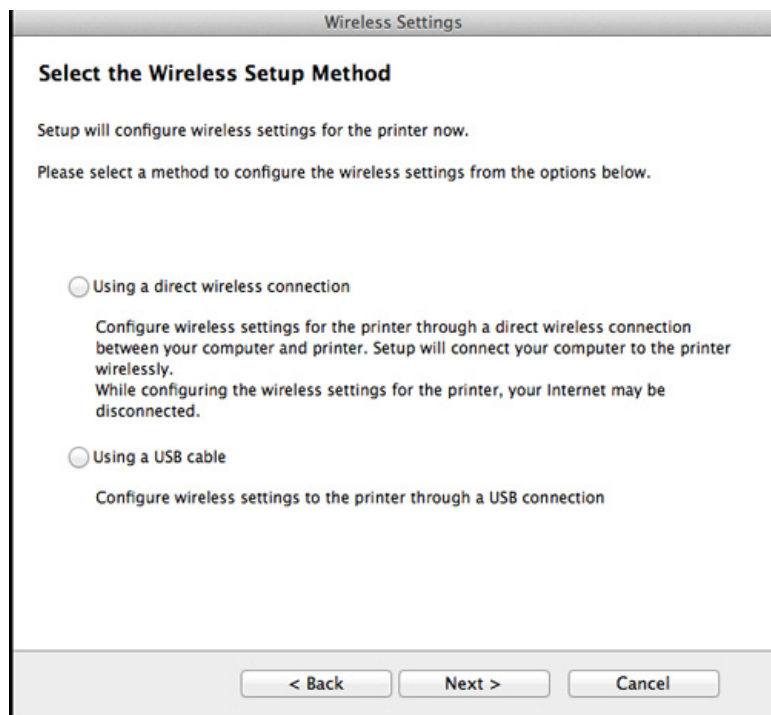 Wireless Settings
Select the Wireless Setup Method
Setup will configure wireless settings for the printer now.
Please select a method to configure the wireless settings from the options below.
Using a direct wireless connection
Configure wireless settings for the printer through a direct wireless connection
between your computer and printer. Setup will connect your computer to the printer
wirelessly.
While configuring the wireless settings for the printer, your Internet may be
disconnected.
Using a USB cable
Configure wireless settings to the printer through a USB connection
< Back Next > Cancel